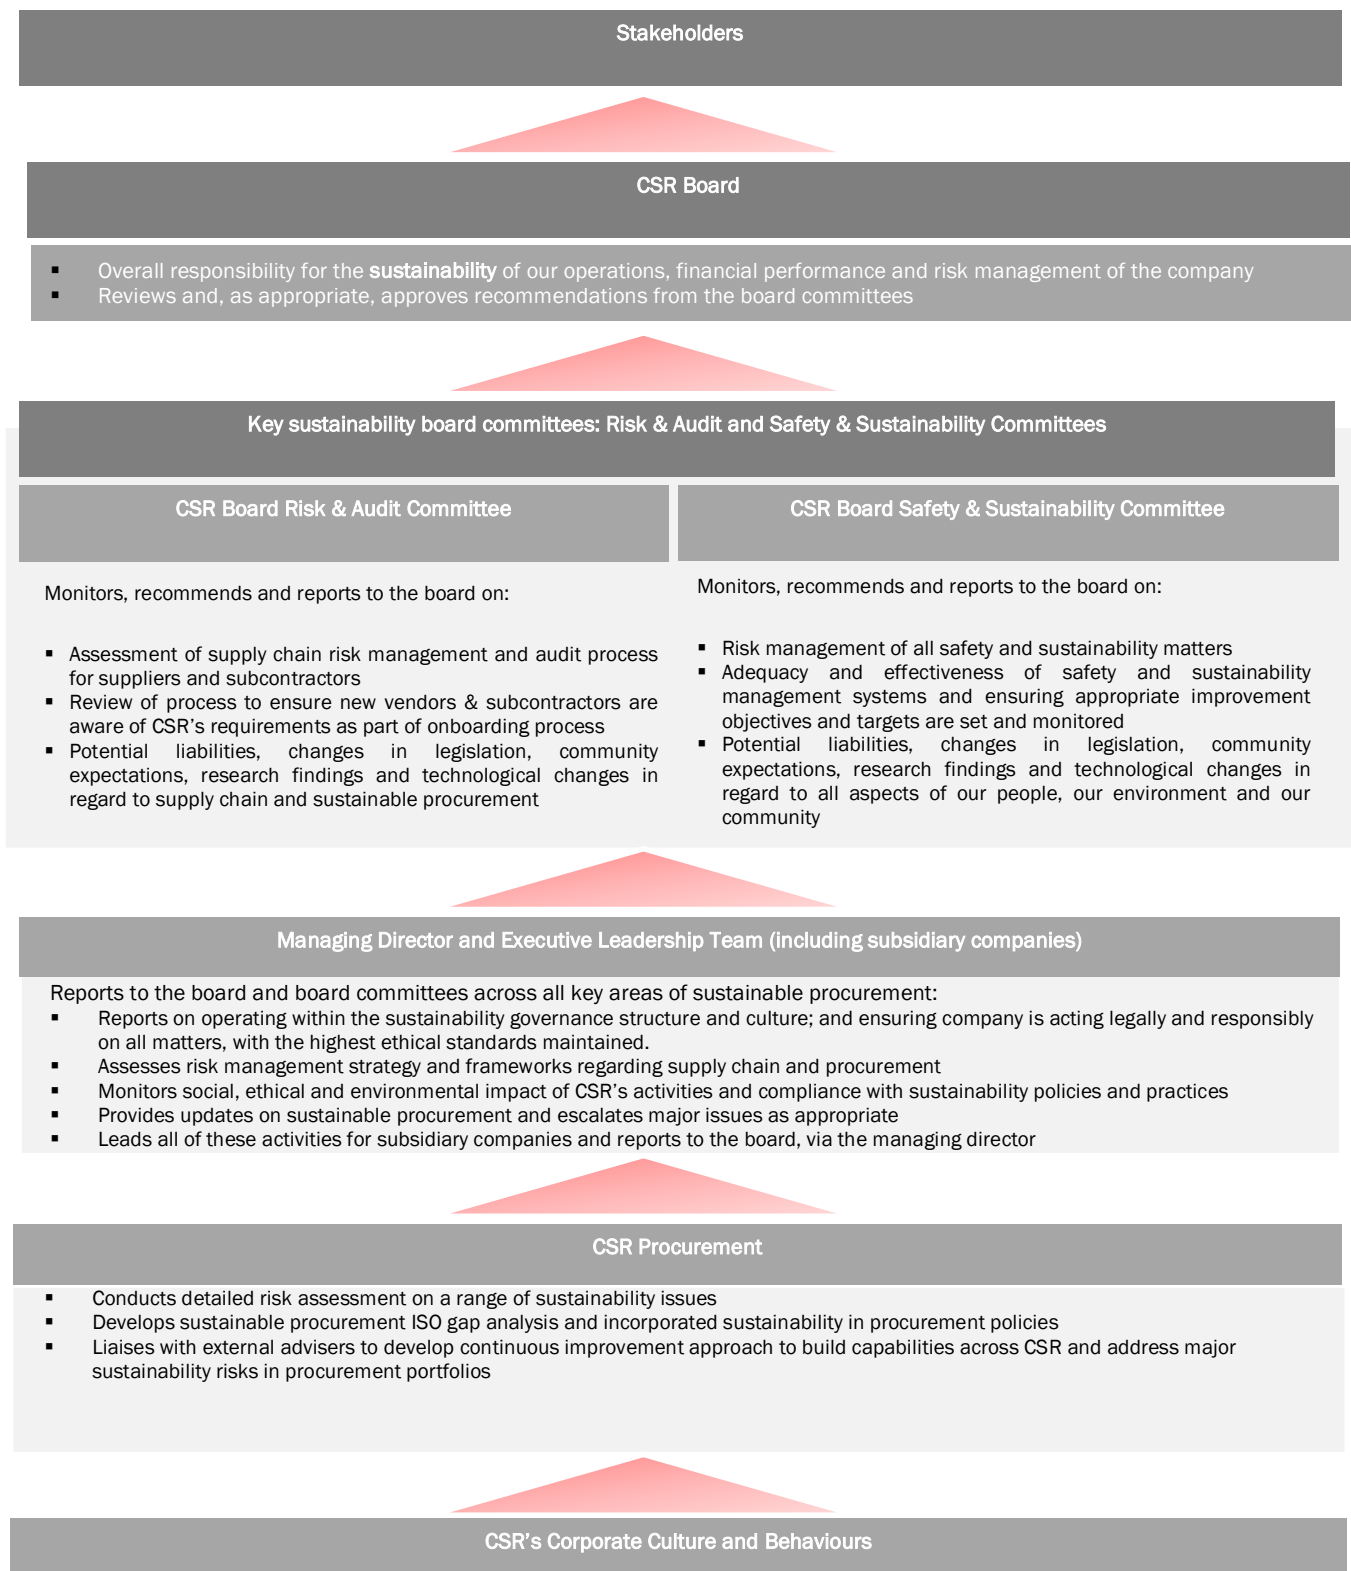 Stakeholders
CSR Board
▪ Overall responsibility for the sustainability of our operations, financial performance and risk management of the company
▪ Reviews and, as appropriate, approves recommendations from the board committees
Key sustainability board committees: Risk & Audit and Safety & Sustainability Committees
CSR Board Risk & Audit Committee
Monitors, recommends and reports to the board on:
▪ Assessment of supply chain risk management and audit process
for suppliers and subcontractors
▪ Review of process to ensure new vendors & subcontractors are
aware of CSR's requirements as part of onboarding process
▪ Potential liabilities, changes in legislation, community
expectations, research findings and technological changes in
regard to supply chain and sustainable procurement
CSR Board Safety & Sustainability Committee
Monitors, recommends and reports to the board on:
▪ Risk management of all safety and sustainability matters
▪ Adequacy and effectiveness of safety and sustainability
management systems and ensuring appropriate improvement
objectives and targets are set and monitored
▪ Potential liabilities, changes in legislation, community
expectations, research findings and technological changes in
regard to all aspects of our people, our environment and our
community
Managing Director and Executive Leadership Team (including subsidiary companies)
Reports to the board and board committees across all key areas of sustainable procurement:
▪ Reports on operating within the sustainability governance structure and culture; and ensuring company is acting legally and responsibly
on all matters, with the highest ethical standards maintained.
▪ Assesses risk management strategy and frameworks regarding supply chain and procurement
▪ Monitors social, ethical and environmental impact of CSR's activities and compliance with sustainability policies and practices
▪ Provides updates on sustainable procurement and escalates major issues as appropriate
▪ Leads all of these activities for subsidiary companies and reports to the board, via the managing director
CSR Procurement
▪ Conducts detailed risk assessment on a range of sustainability issues
▪ Develops sustainable procurement ISO gap analysis and incorporated sustainability in procurement policies
▪ Liaises with external advisers to develop continuous improvement approach to build capabilities across CSR and address major
sustainability risks in procurement portfolios
CSR's Corporate Culture and Behaviours